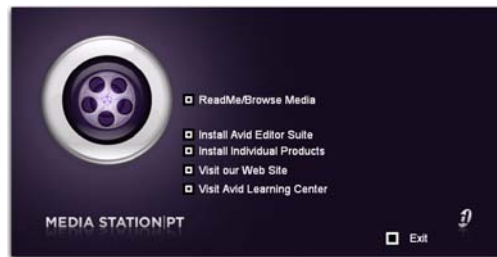 ReadMe/Browse Media
Install Avid Editor Suite
Install Individual Products
Visit our Web Site
Visit Avid Learning Center
MEDIA STATION|PT
Exit